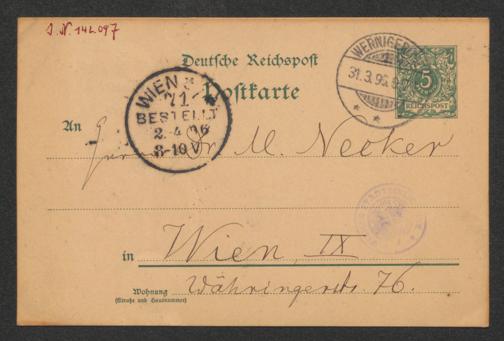 I. N. 142.097
Deutsche Reichspost
Postkarte
WERNIGERO
31.3.96.
5
REICHSPOST
WIEN
71
BESTELLT
2.4.96
8-10V
An
Herrn Dr M. Necker
in Wien, IX
Wohnung Währingerstr. 76.
(Straße und Hausnummer)